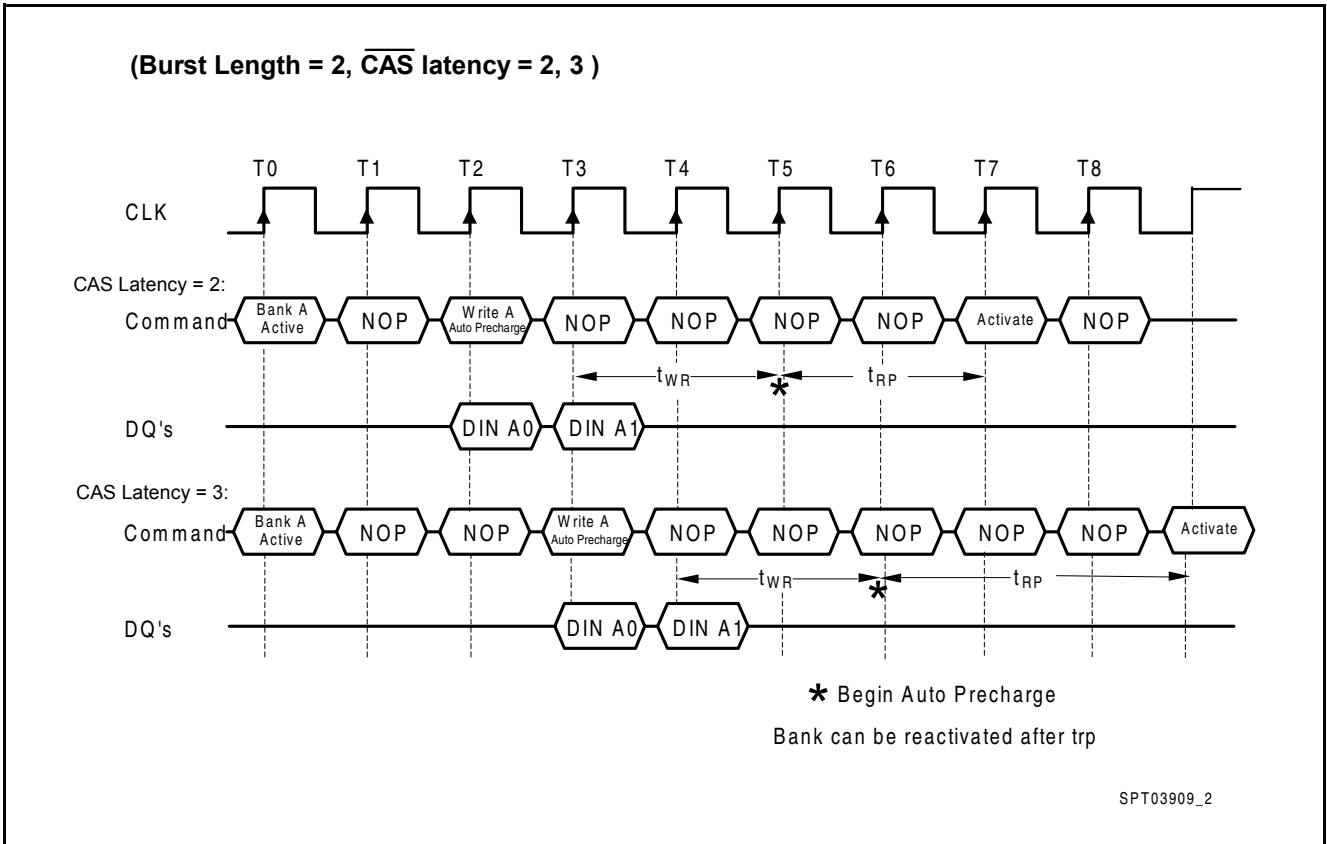 (Burst Length = 2, CAS latency = 2, 3 )
T0 T1 T2 T3 T4 T5 T6 T7 T8
CLK
CAS Latency = 2:
Command Bank A Active NOP Write A Auto Precharge NOP NOP NOP NOP Activate NOP
tWR * tRP
DQ's DIN A0 DIN A1
CAS Latency = 3:
Command Bank A Active NOP NOP Write A Auto Precharge NOP NOP NOP NOP NOP Activate
tWR * tRP
DQ's DIN A0 DIN A1
* Begin Auto Precharge
Bank can be reactivated after trp
SPT03909_2